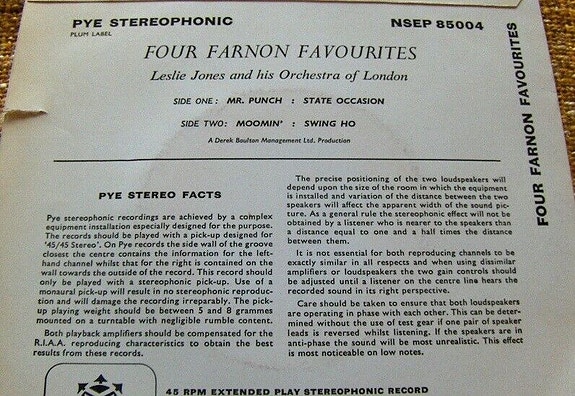 PYE STEREOPHONIC
PLUM LABEL
NSEP 85004
FOUR FARNON FAVOURITES
Leslie Jones and his Orchestra of London
SIDE ONE : MR. PUNCH : STATE OCCASION
SIDE TWO: MOOMIN' : SWING HO
A Derek Boulton Management Ltd. Production
FOUR FARNON FAVOURITES
PYE STEREO FACTS
Pye stereophonic recordings are achieved by a complex
equipment installation especially designed for the purpose.
The records should be played with a pick-up designed for
'45/45 Stereo'. On Pye records the side wall of the groove
closest the centre contains the information for the left-
hand channel whilst that for the right is contained on the
wall towards the outside of the record. This record should
only be played with a stereophonic pick-up. Use of a
monaural pick-up will result in no stereophonic reproduc-
tion and will damage the recording irreparably. The pick-
up playing weight should be between 5 and 8 grammes
mounted on a turntable with negligible rumble content.
Both playback amplifiers should be compensated for the
R.I.A.A. reproducing characteristics to obtain the best
results from these records.
The precise positioning of the two loudspeakers will
depend upon the size of the room in which the equipment
is installed and variation of the distance between the two
speakers will affect the apparent width of the sound pic-
ture. As a general rule the stereophonic effect will not be
obtained by a listener who is nearer to the speakers than
a distance equal to one and a half times the distance
between them.
It is not essential for both reproducing channels to be
exactly similar in all respects and when using dissimilar
amplifiers or loudspeakers the two gain controls should
be adjusted until a listener on the centre line hears the
recorded sound in its right perspective.
Care should be taken to ensure that both loudspeakers
are operating in phase with each other. This can be deter-
mined without the use of test gear if one pair of speaker
leads is reversed whilst listening. If the speakers are in
anti-phase the sound will be most unrealistic. This effect
is most noticeable on low notes.
45 RPM EXTENDED PLAY STEREOPHONIC RECORD